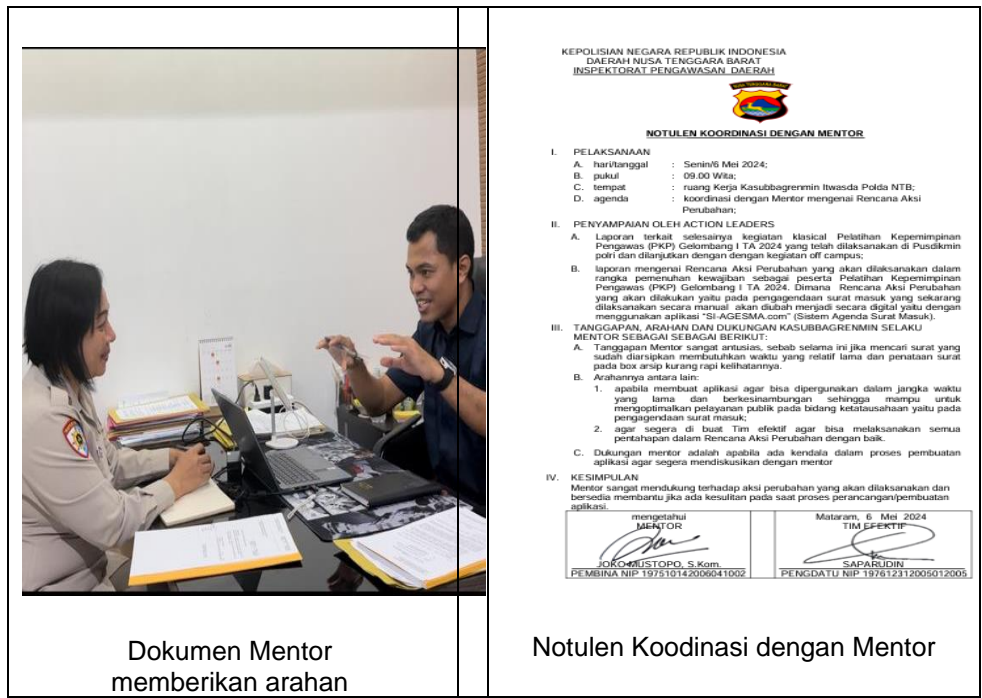 Dokumen Mentor
memberikan arahan
KEPOLISIAN NEGARA REPUBLIK INDONESIA
DAERAH NUSA TENGGARA BARAT
INSPEKTORAT PENGAWASAN DAERAH
NOTULEN KOORDINASI DENGAN MENTOR
I. PELAKSANAAN
A. hari/tanggal : Senin/6 Mei 2024;
B. pukul : 09.00 Wita;
C. tempat : ruang Kerja Kasubbagrenmin Itwasda Polda NTB;
D. agenda : koordinasi dengan Mentor mengenai Rencana Aksi
Perubahan;
II. PENYAMPAIAN OLEH ACTION LEADERS
A. Laporan terkait selesainya kegiatan klasical Pelatihan Kepemimpinan
Pengawas (PKP) Gelombang I TA 2024 yang telah dilaksanakan di Pusdikmin
polri dan dilanjutkan dengan dengan kegiatan off campus;
B. laporan mengenai Rencana Aksi Perubahan yang akan dilaksanakan dalam
rangka pemenuhan kewajiban sebagai peserta Pelatihan Kepemimpinan
Pengawas (PKP) Gelombang I TA 2024. Dimana Rencana Aksi Perubahan
yang akan dilakukan yaitu pada pengagendaan surat masuk yang sekarang
dilaksanakan secara manual akan diubah menjadi secara digital yaitu dengan
menggunakan aplikasi “SI-AGESMA.com” (Sistem Agenda Surat Masuk).
III. TANGGAPAN, ARAHAN DAN DUKUNGAN KASUBBAGRENMIN SELAKU
MENTOR SEBAGAI SEBAGAI BERIKUT:
A. Tanggapan Mentor sangat antusias, sebab selama ini jika mencari surat yang
sudah diarsipkan membutuhkan waktu yang relatif lama dan penataan surat
pada box arsip kurang rapi kelihatannya.
B. Arahannya antara lain:
1. apabila membuat aplikasi agar bisa dipergunakan dalam jangka waktu
yang lama dan berkesinambungan sehingga mampu untuk
mengoptimalkan pelayanan publik pada bidang ketatausahaan yaitu pada
pengagendaan surat masuk;
2. agar segera di buat Tim efektif agar bisa melaksanakan semua
pentahapan dalam Rencana Aksi Perubahan dengan baik.
C. Dukungan mentor adalah apabila ada kendala dalam proses pembuatan
aplikasi agar segera mendiskusikan dengan mentor
IV. KESIMPULAN
Mentor sangat mendukung terhadap aksi perubahan yang akan dilaksanakan dan
bersedia membantu jika ada kesulitan pada saat proses perancangan/pembuatan
aplikasi.
mengetahui
MENTOR
JOKO MUSTOPO, S.Kom.
PEMBINA NIP 197510142006041002
Mataram, 6 Mei 2024
TIM EFEKTIF
SAPARUDIN
PENGDATU NIP 197612312005012005
Notulen Koodinasi dengan Mentor